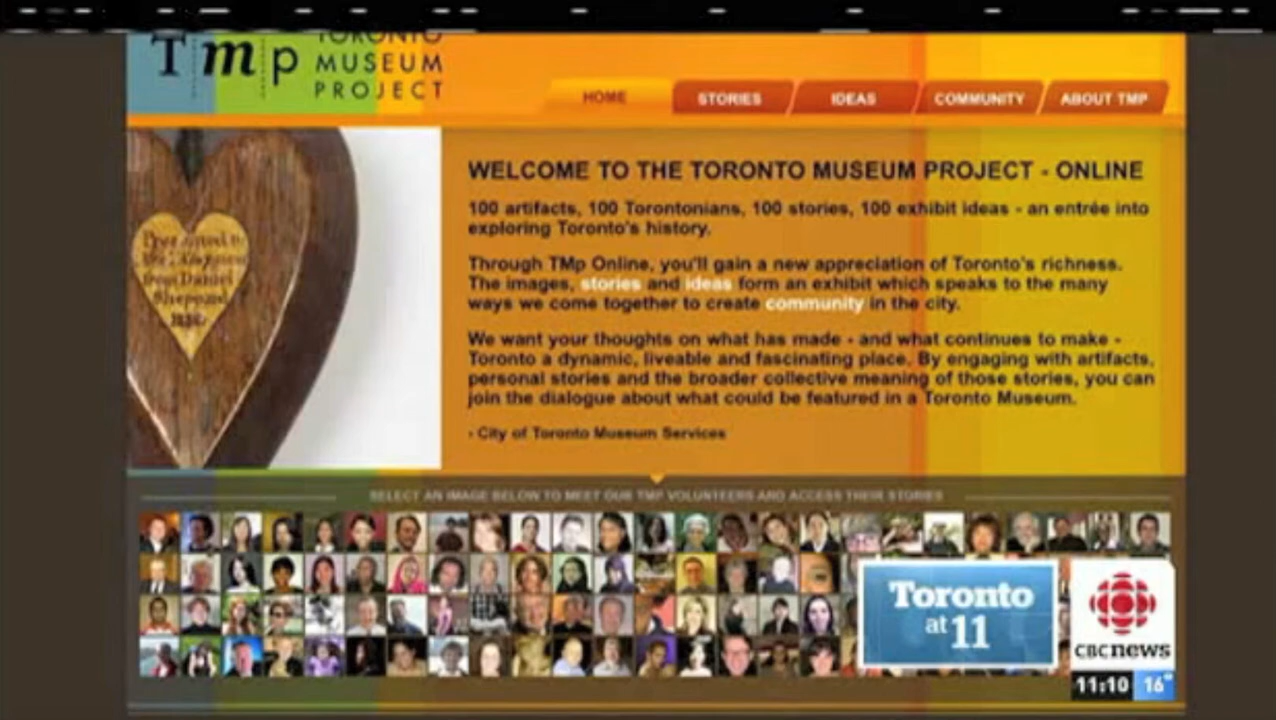 TORONTO
T m p MUSEUM
PROJECT
HOME STORIES IDEAS COMMUNITY ABOUT TMP
WELCOME TO THE TORONTO MUSEUM PROJECT - ONLINE
100 artifacts, 100 Torontonians, 100 stories, 100 exhibit ideas - an entrée into
exploring Toronto's history.
Through TMp Online, you'll gain a new appreciation of Toronto's richness.
The images, stories and ideas form an exhibit which speaks to the many
ways we come together to create community in the city.
We want your thoughts on what has made - and what continues to make -
Toronto a dynamic, liveable and fascinating place. By engaging with artifacts,
personal stories and the broader collective meaning of those stories, you can
join the dialogue about what could be featured in a Toronto Museum.
- City of Toronto Museum Services
Presented to
from Daniel
Sheppard
SELECT AN IMAGE BELOW TO MEET OUR TMP VOLUNTEERS AND ACCESS THEIR STORIES
Toronto
at 11
CBCnews
11:10 16°